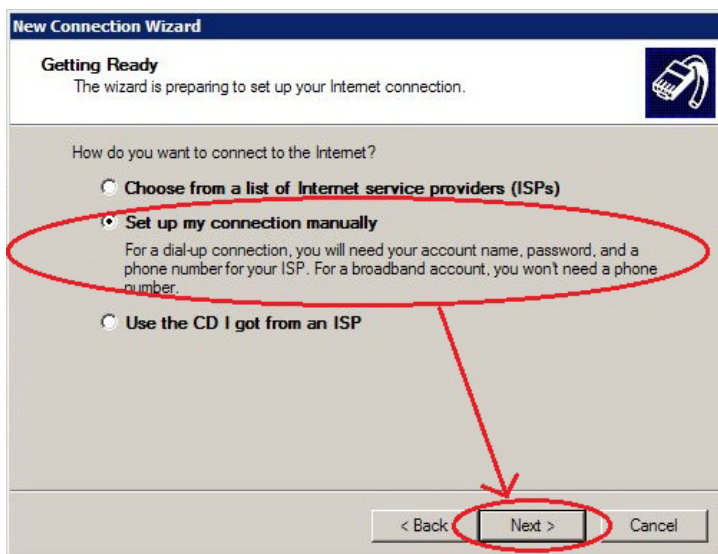 New Connection Wizard
Getting Ready
The wizard is preparing to set up your Internet connection.
How do you want to connect to the Internet?
Choose from a list of Internet service providers (ISPs)
Set up my connection manually
For a dial-up connection, you will need your account name, password, and a
phone number for your ISP. For a broadband account, you won't need a phone
number.
Use the CD I got from an ISP
< Back
Next >
Cancel